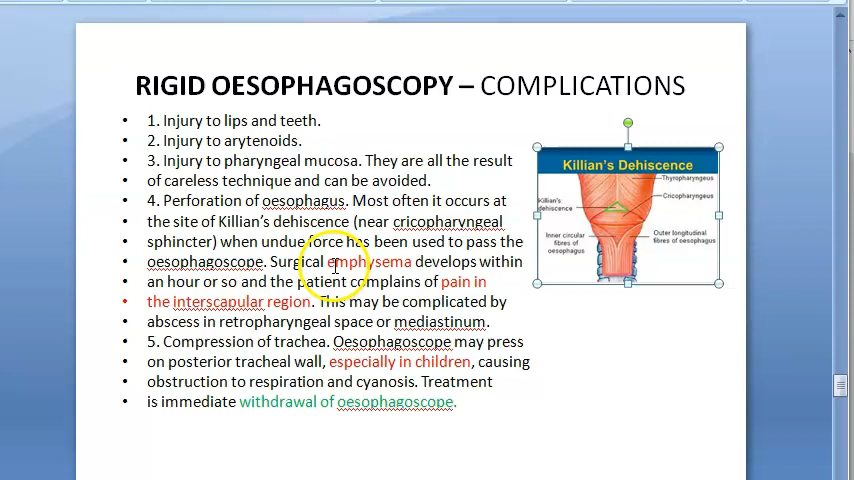 RIGID OESOPHAGOSCOPY – COMPLICATIONS
• 1. Injury to lips and teeth.
• 2. Injury to arytenoids.
• 3. Injury to pharyngeal mucosa. They are all the result
• of careless technique and can be avoided.
• 4. Perforation of oesophagus. Most often it occurs at
• the site of Killian's dehiscence (near cricopharyngeal
• sphincter) when undue force has been used to pass the
• oesophagoscope. Surgical emphysema develops within
• an hour or so and the patient complains of pain in
• the interscapular region. This may be complicated by
• abscess in retropharyngeal space or mediastinum.
• 5. Compression of trachea. Oesophagoscope may press
• on posterior tracheal wall, especially in children, causing
• obstruction to respiration and cyanosis. Treatment
• is immediate withdrawal of oesophagoscope.
Killian's Dehiscence
Thyropharyngeus
Cricopharyngeus
Killian's
dehiscence
Inner circular
fibres of
oesophagus
Outer longitudinal
fibres of oesophagus